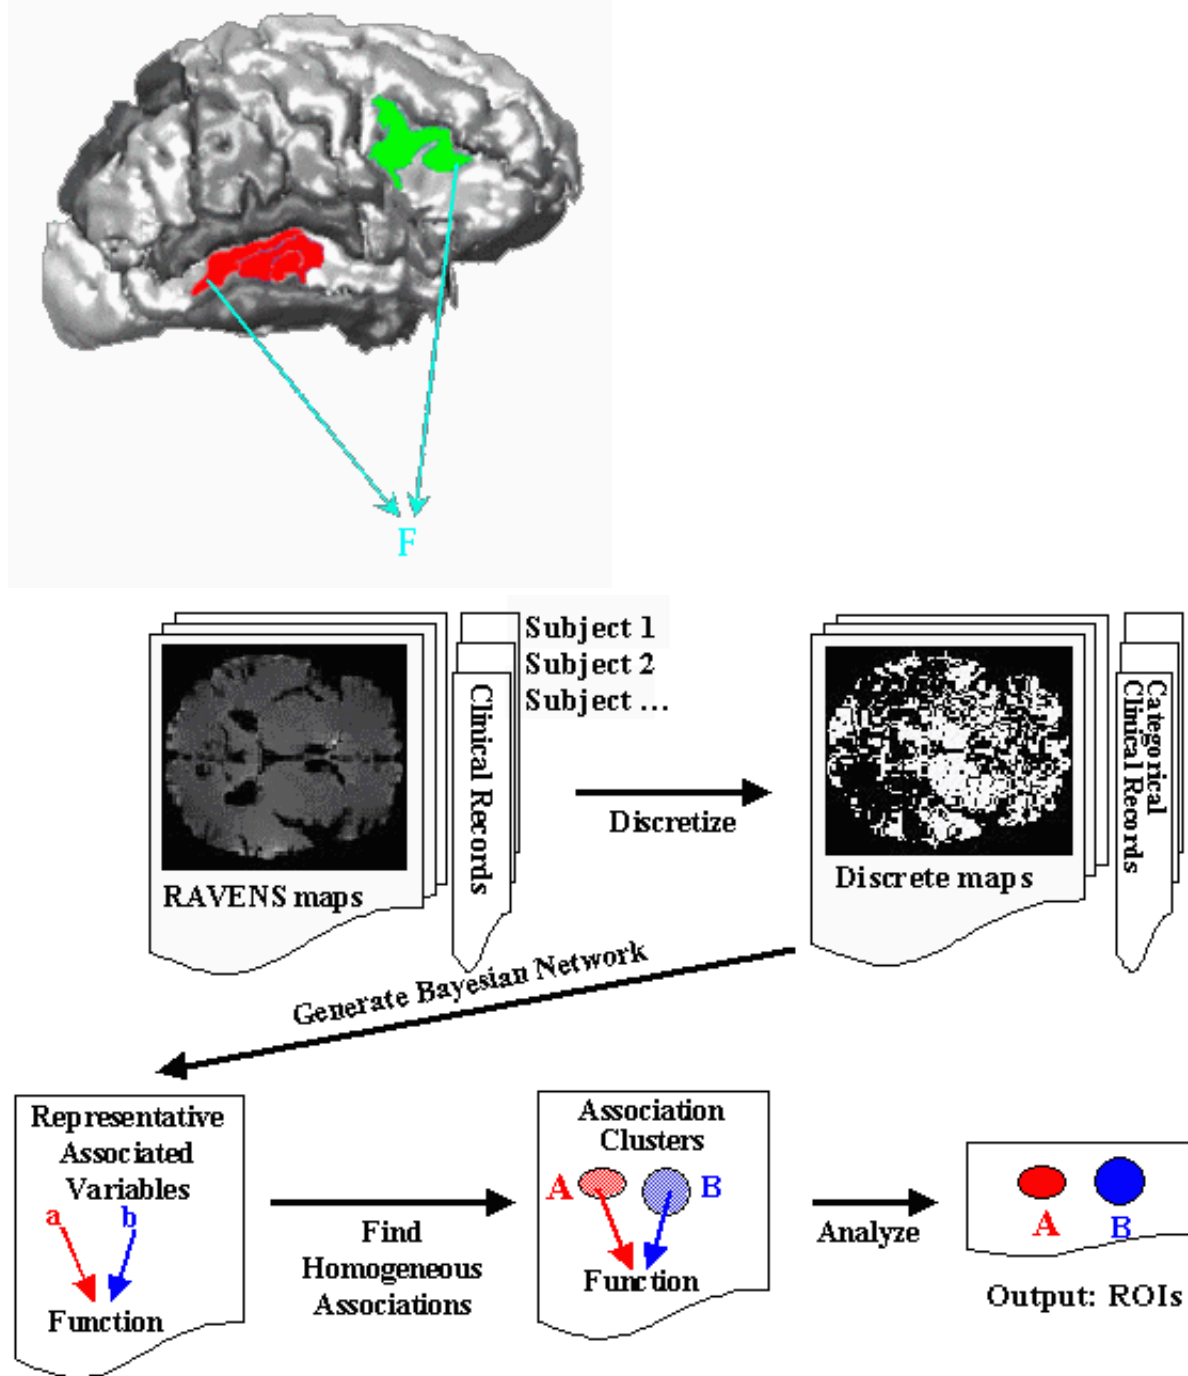 F
Subject 1
Subject 2
Subject ...
Clinical Records
RAVENS maps
Discretize
Categorical
Clinical Records
Discrete maps
Generate Bayesian Network
Representative
Associated
Variables
a
b
Function
Find
Homogeneous
Associations
Association
Clusters
A
B
Function
Analyze
A
B
Output: ROIs